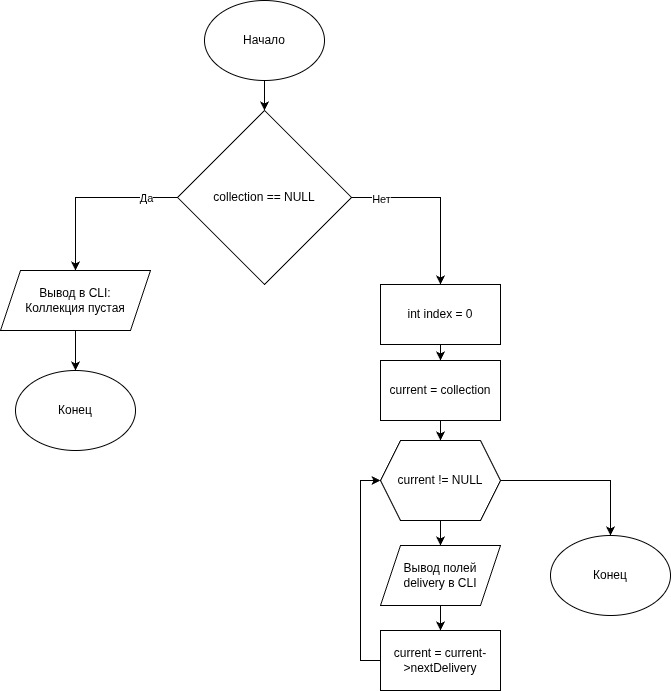 Начало
collection == NULL
Да
Нет
Вывод в CLI:
Коллекция пустая
Конец
int index = 0
current = collection
current != NULL
Вывод полей
delivery в CLI
Конец
current = current-
>nextDelivery